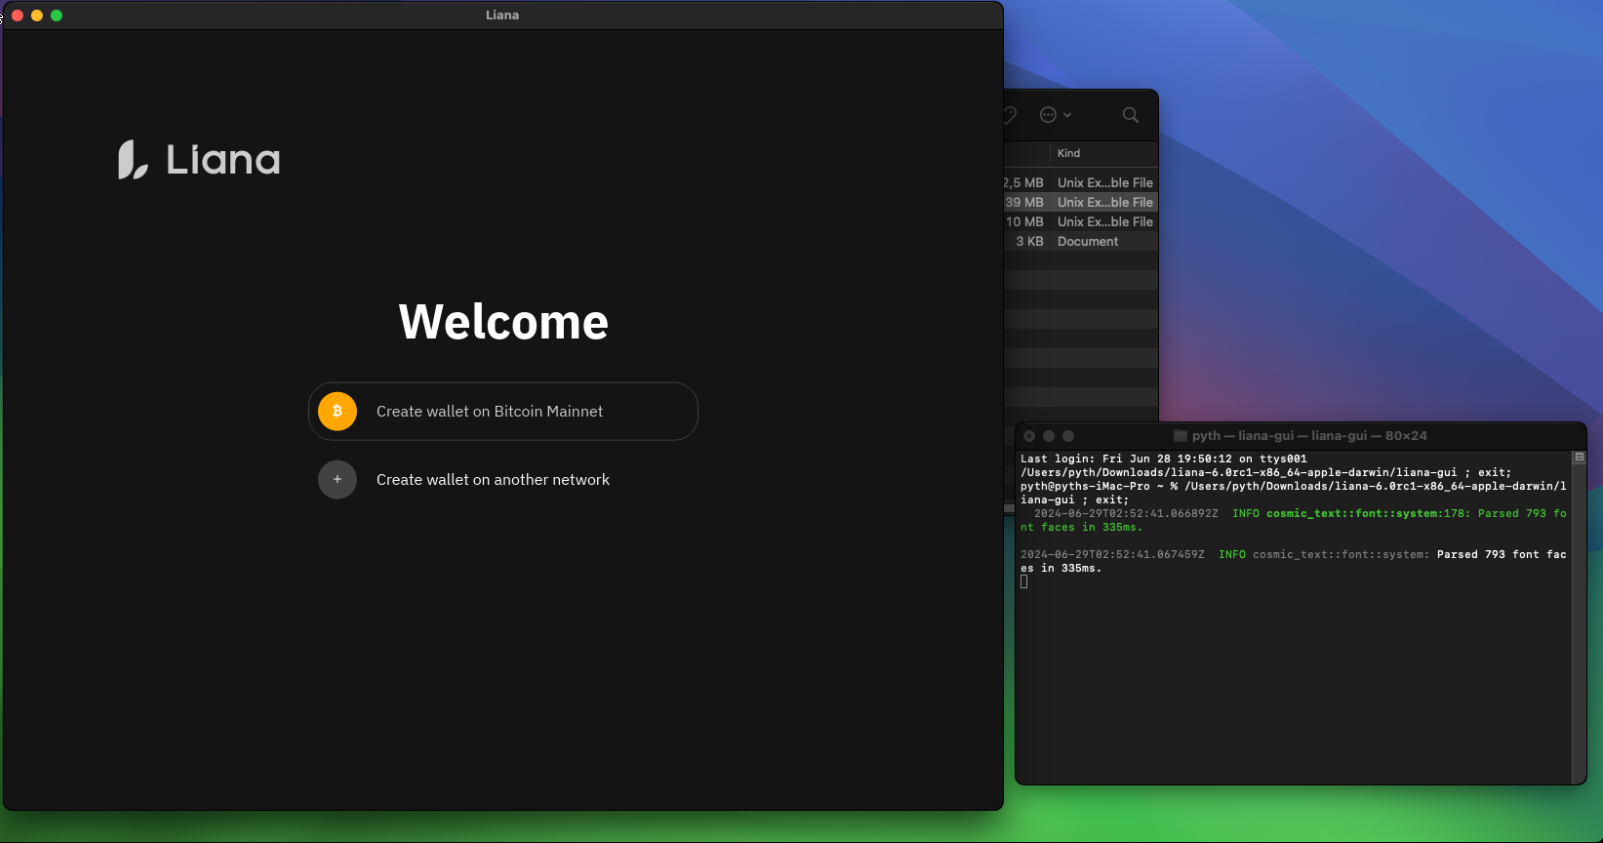 Liana
Liana
Welcome
Create wallet on Bitcoin Mainnet
+ Create wallet on another network
Kind
2,5 MB Unix Ex...ble File
39 MB Unix Ex...ble File
10 MB Unix Ex...ble File
3 KB Document
pyth — liana-gui — liana-gui — 80×24
Last login: Fri Jun 28 19:50:12 on ttys001
/Users/pyth/Downloads/liana-6.0rc1-x86_64-apple-darwin/liana-gui ; exit;
pyth@pyths-iMac-Pro ~ % /Users/pyth/Downloads/liana-6.0rc1-x86_64-apple-darwin/l
iana-gui ; exit;
2024-06-29T02:52:41.066892Z  INFO cosmic_text::font::system:178: Parsed 793 fo
nt faces in 335ms.
2024-06-29T02:52:41.067459Z  INFO cosmic_text::font::system: Parsed 793 font fac
es in 335ms.